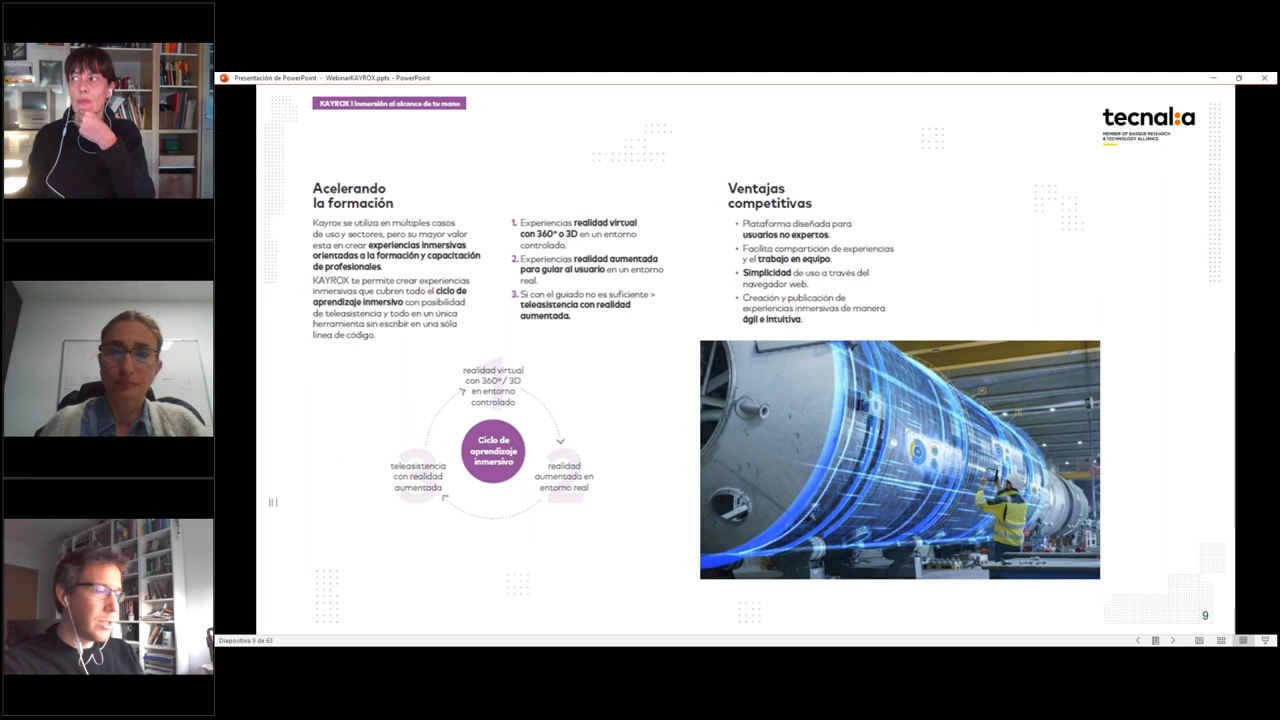 Presentación de PowerPoint - WebinarKAYROX.pptx - PowerPoint
KAYROX I Inmersión al alcance de tu mano
tecnal:a
MEMBER OF BASQUE RESEARCH
& TECHNOLOGY ALLIANCE
Acelerando
la formación
Kayrox se utiliza en múltiples casos
de uso y sectores, pero su mayor valor
esta en crear experiencias inmersivas
orientadas a la formación y capacitación
de profesionales.
KAYROX te permite crear experiencias
inmersivas que cubren todo el ciclo de
aprendizaje inmersivo con posibilidad
de teleasistencia y todo en un única
herramienta sin escribir en una sóla
línea de código.
1. Experiencias realidad virtual
con 360º o 3D en un entorno
controlado.
2. Experiencias realidad aumentada
para guiar al usuario en un entorno
real.
3. Si con el guiado no es suficiente >
teleasistencia con realidad
aumentada.
Ventajas
competitivas
• Plataforma diseñada para
usuarios no expertos.
• Facilita compartición de experiencias
y el trabajo en equipo.
• Simplicidad de uso a través del
navegador web.
• Creación y publicación de
experiencias inmersivas de manera
ágil e intuitiva.
1
realidad virtual
con 360º/ 3D
en entorno
controlado
Ciclo de
aprendizaje
inmersivo
3
teleasistencia
con realidad
aumentada
2
realidad
aumentada en
entorno real
9
Diapositiva 9 de 63